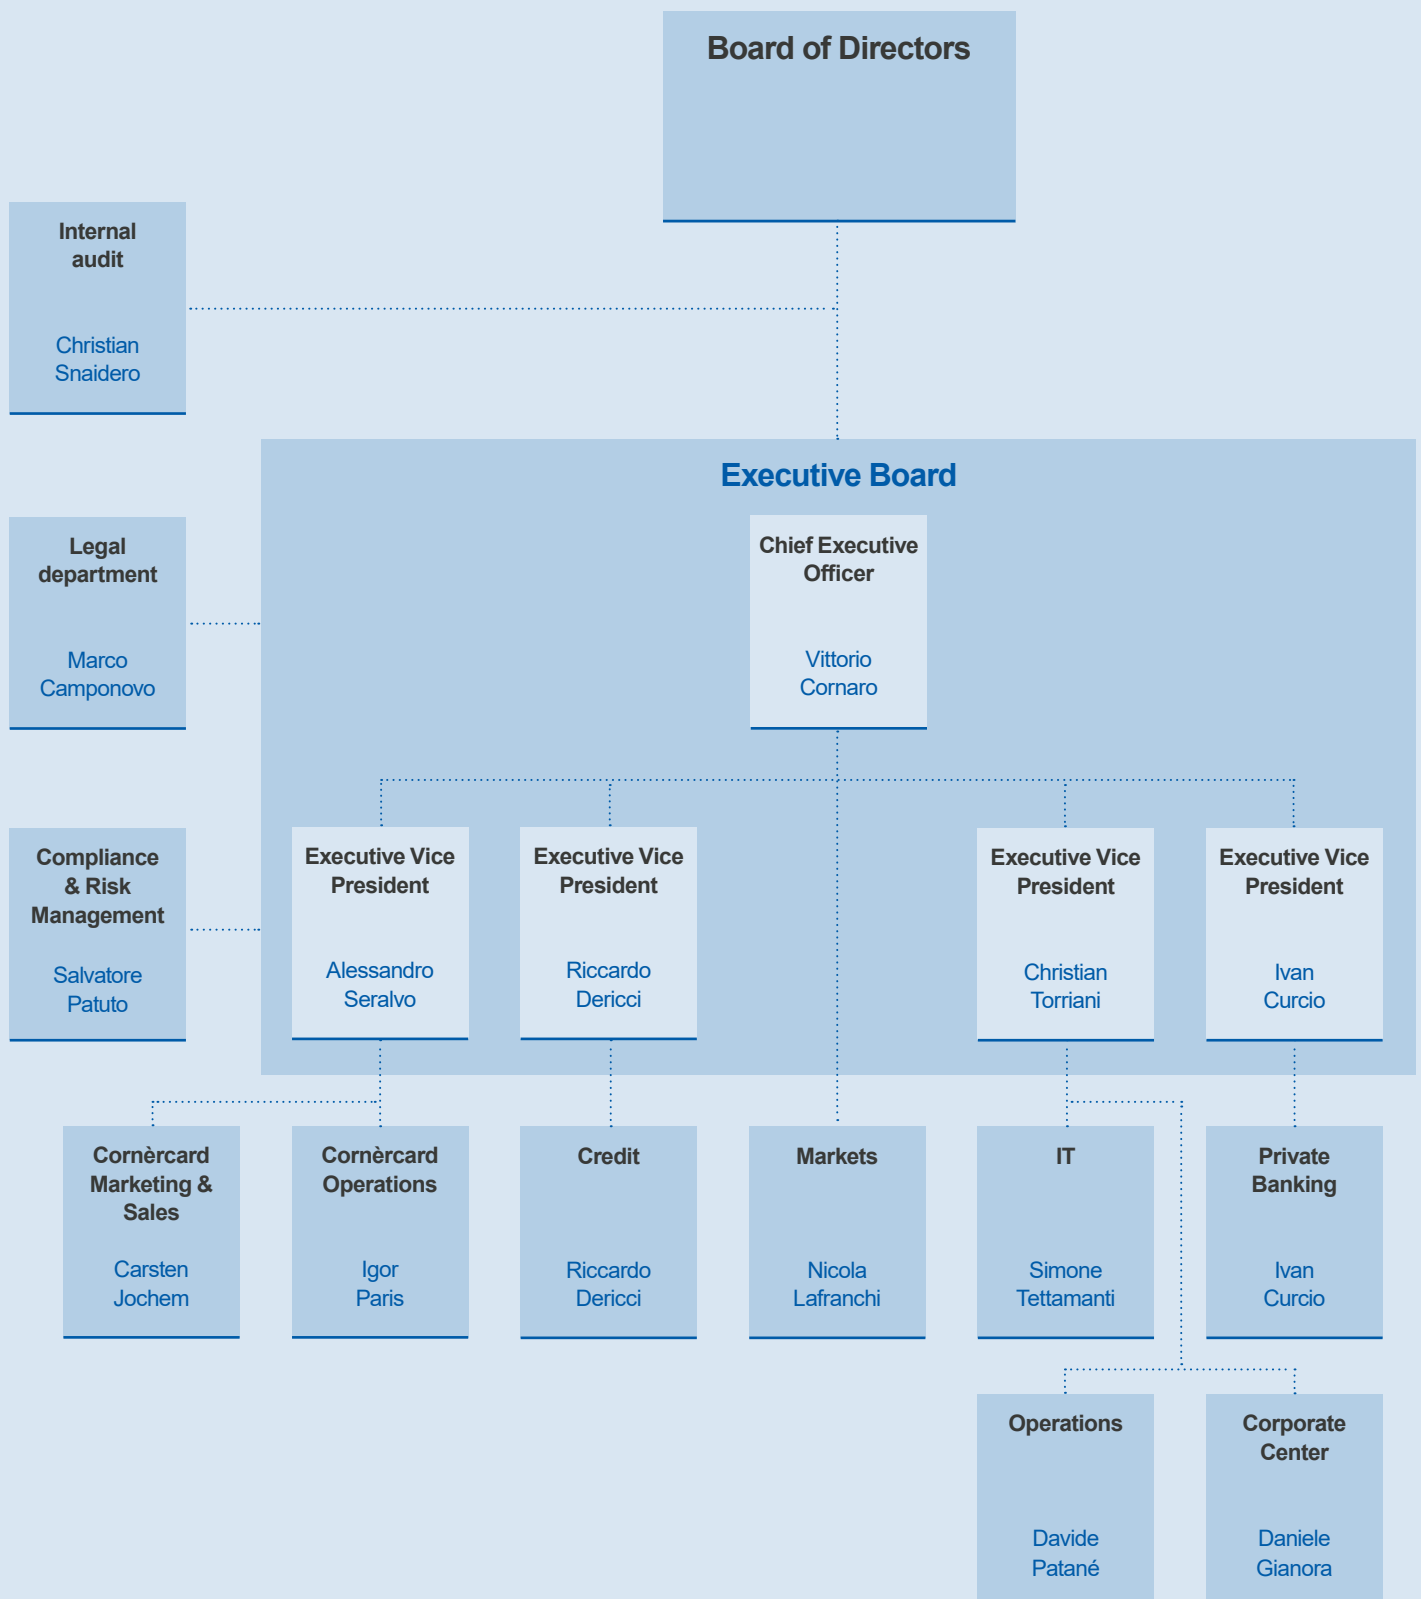 Board of Directors
Internal
audit
Christian
Snaidero
Executive Board
Legal
department
Marco
Camponovo
Chief Executive
Officer
Vittorio
Cornaro
Compliance
& Risk
Management
Salvatore
Patuto
Executive Vice
President
Alessandro
Seralvo
Executive Vice
President
Riccardo
Dericci
Executive Vice
President
Christian
Torriani
Executive Vice
President
Ivan
Curcio
Cornèrcard
Marketing &
Sales
Carsten
Jochem
Cornèrcard
Operations
Igor
Paris
Credit
Riccardo
Dericci
Markets
Nicola
Lafranchi
IT
Simone
Tettamanti
Private
Banking
Ivan
Curcio
Operations
Davide
Patané
Corporate
Center
Daniele
Gianora